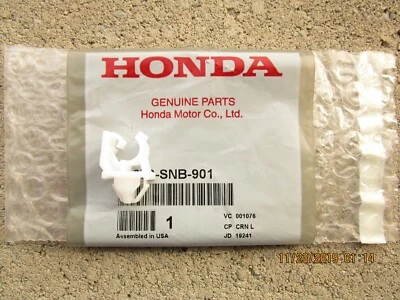 HONDA
GENUINE PARTS
Honda Motor Co., Ltd.
-SNB-901
1
VC 001076
CP CRN L
JD 19241
Assembled in USA
11/20/2019 01:14